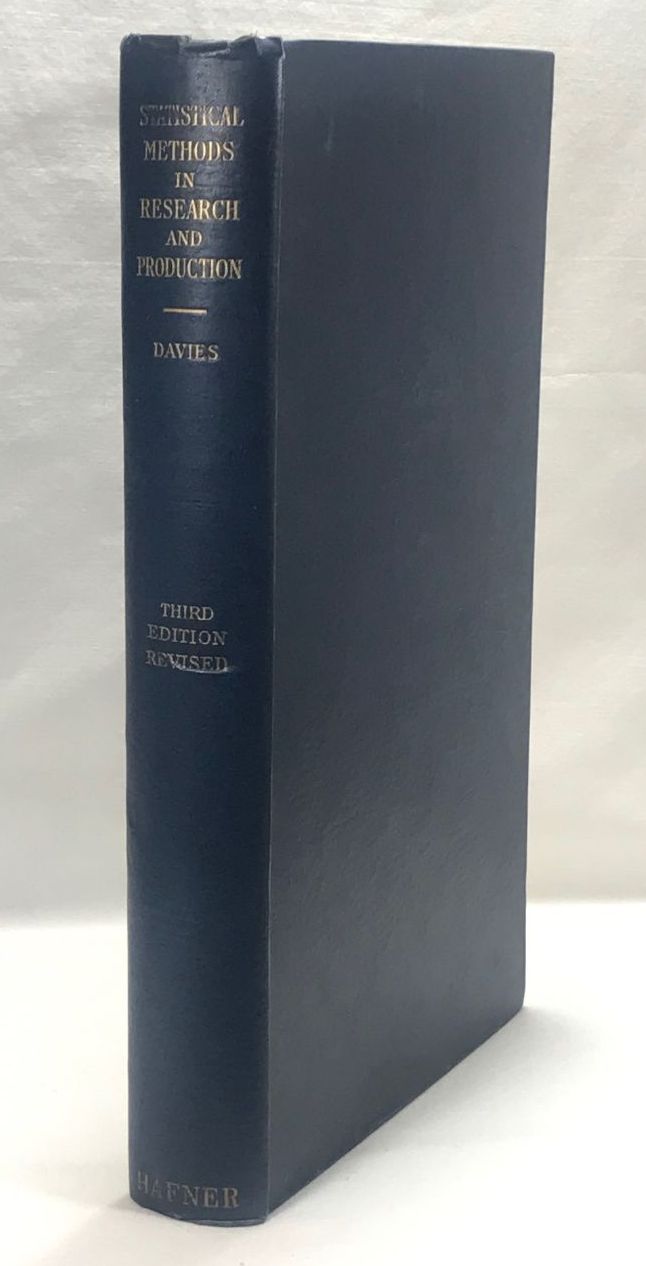 STATISTICAL
METHODS
IN
RESEARCH
AND
PRODUCTION
DAVIES
THIRD
EDITION
REVISED
HAFNER